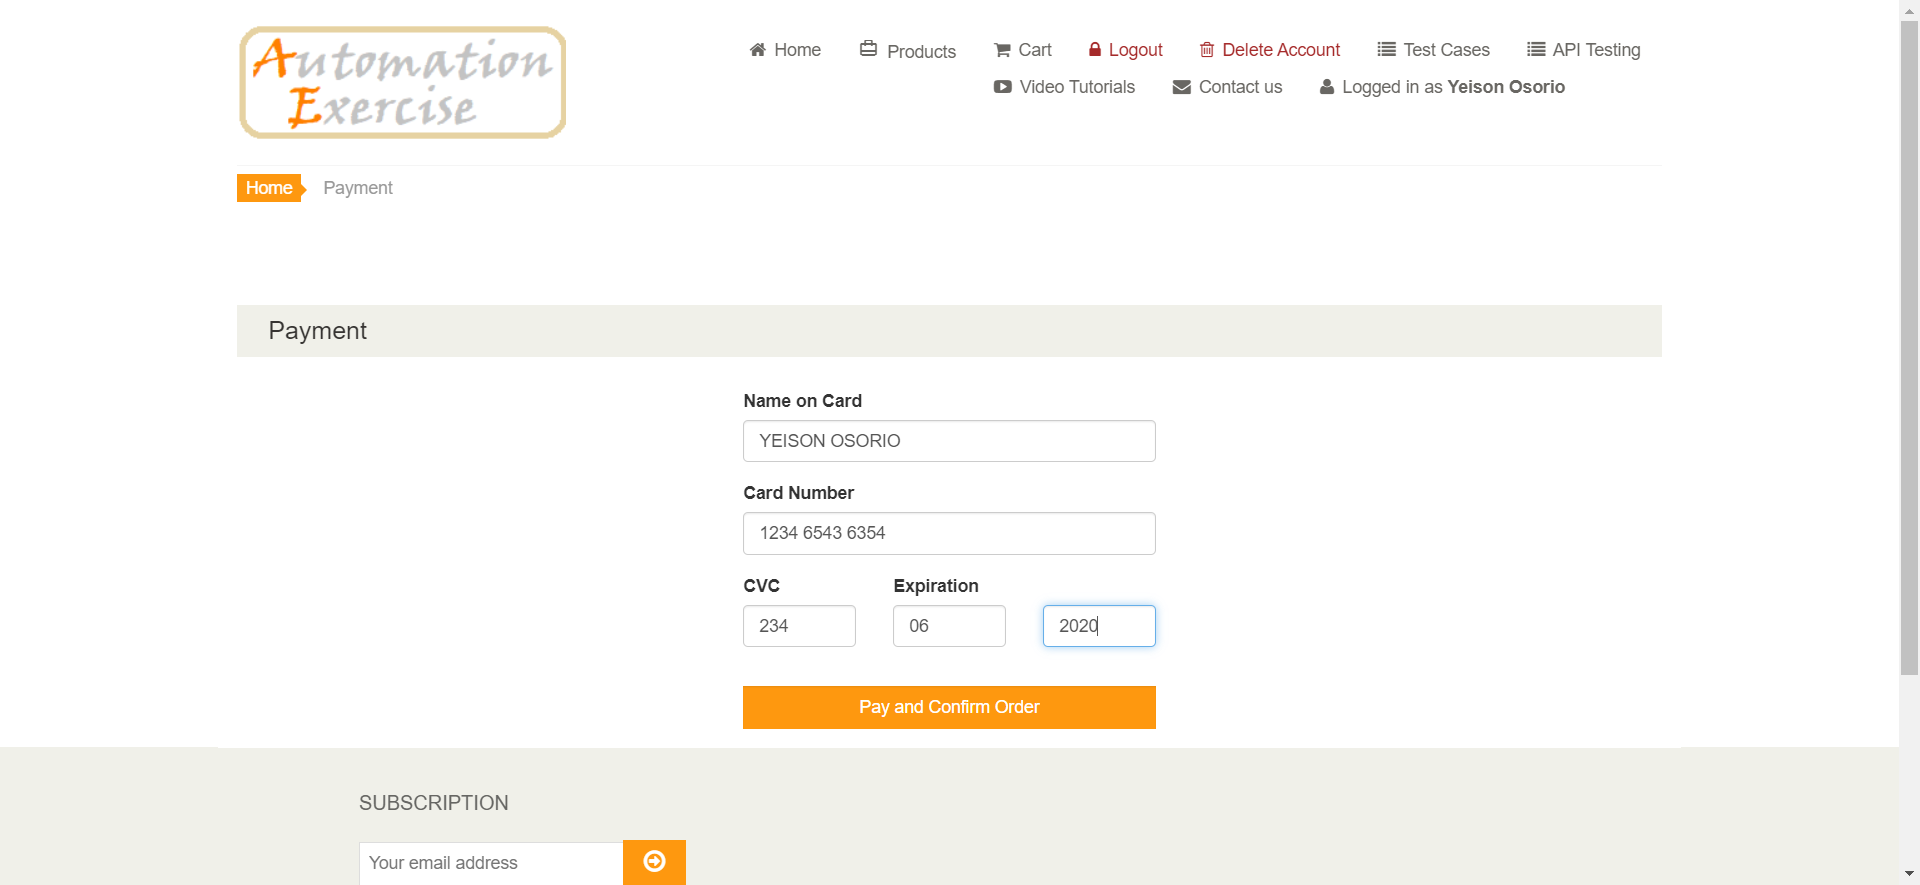 Automation
Exercise
Home Products Cart Logout Delete Account Test Cases API Testing
Video Tutorials Contact us Logged in as Yeison Osorio
Home Payment
Payment
Name on Card
YEISON OSORIO
Card Number
1234 6543 6354
CVC Expiration
234 06 2020
Pay and Confirm Order
SUBSCRIPTION
Your email address